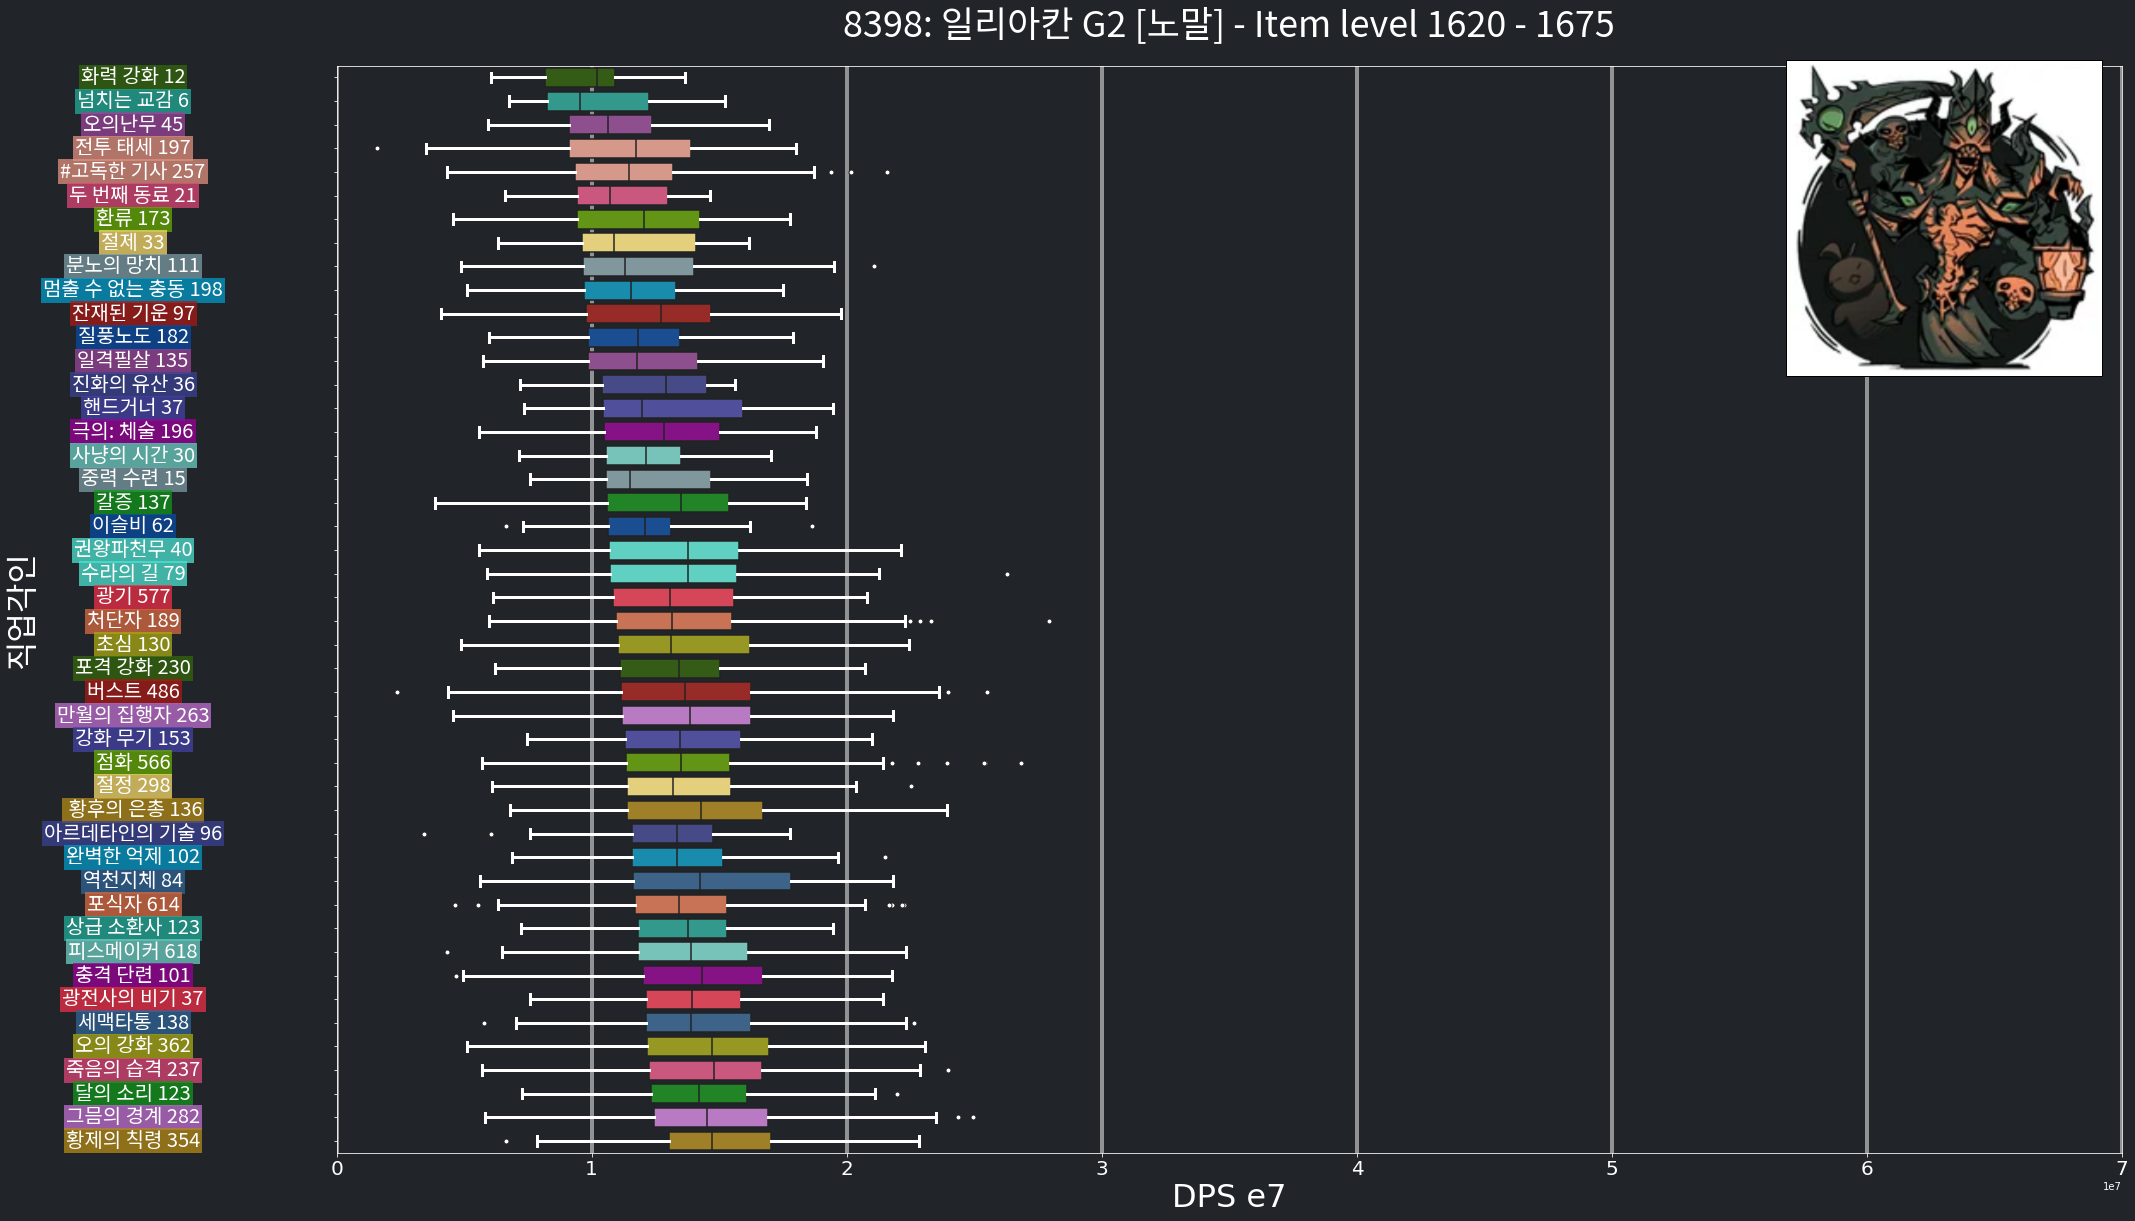 8398: 일리아칸 G2 [노말] - Item level 1620 - 1675
직업각인
화력 강화 12
넘치는 교감 6
오의난무 45
전투 태세 197
#고독한 기사 257
두 번째 동료 21
환류 173
절제 33
분노의 망치 111
멈출 수 없는 충동 198
잔재된 기운 97
질풍노도 182
일격필살 135
진화의 유산 36
핸드거너 37
극의: 체술 196
사냥의 시간 30
중력 수련 15
갈증 137
이슬비 62
권왕파천무 40
수라의 길 79
광기 577
처단자 189
초심 130
포격 강화 230
버스트 486
만월의 집행자 263
강화 무기 153
점화 566
절정 298
황후의 은총 136
아르데타인의 기술 96
완벽한 억제 102
역천지체 84
포식자 614
상급 소환사 123
피스메이커 618
충격 단련 101
광전사의 비기 37
세맥타통 138
오의 강화 362
죽음의 습격 237
달의 소리 123
그믐의 경계 282
황제의 칙령 354
0 1 2 3 4 5 6 7
1e7
DPS e7